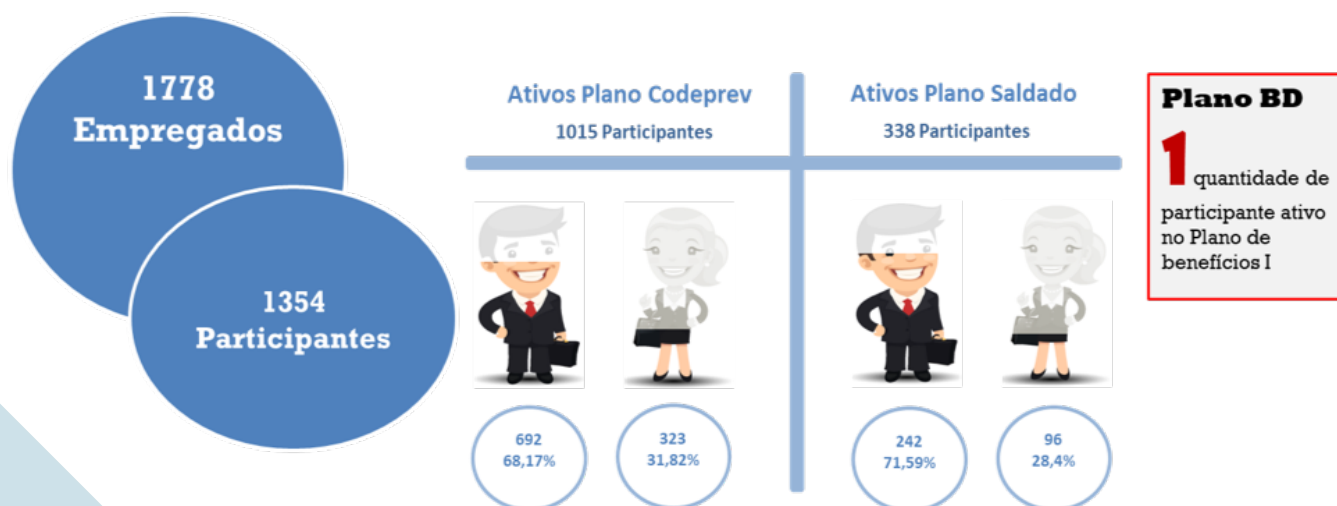 1778
Empregados
1354
Participantes
Ativos Plano Codeprev
1015 Participantes
692
68,17%
323
31,82%
Ativos Plano Saldado
338 Participantes
242
71,59%
96
28,4%
Plano BD
1 quantidade de
participante ativo
no Plano de
benefícios I